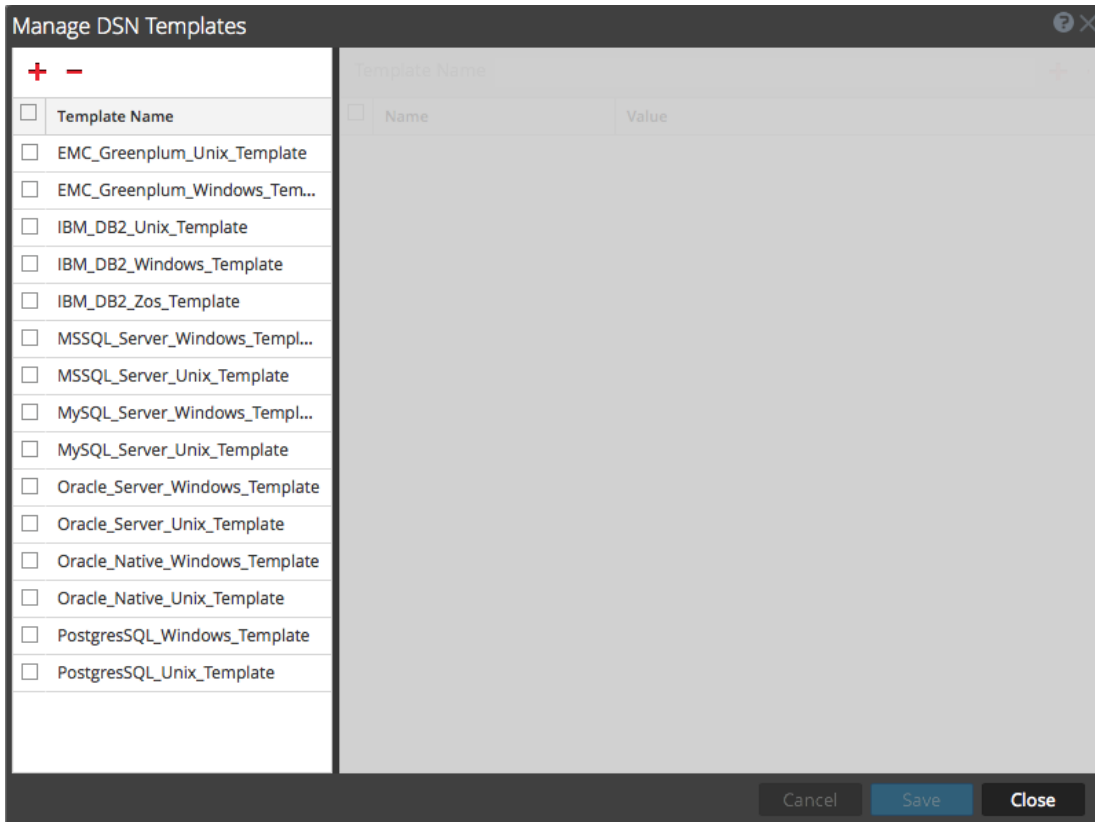 Manage DSN Templates
Template Name
Template Name
Name
Value
EMC_Greenplum_Unix_Template
EMC_Greenplum_Windows_Tem...
IBM_DB2_Unix_Template
IBM_DB2_Windows_Template
IBM_DB2_Zos_Template
MSSQL_Server_Windows_Templ...
MSSQL_Server_Unix_Template
MySQL_Server_Windows_Templ...
MySQL_Server_Unix_Template
Oracle_Server_Windows_Template
Oracle_Server_Unix_Template
Oracle_Native_Windows_Template
Oracle_Native_Unix_Template
PostgresSQL_Windows_Template
PostgresSQL_Unix_Template
Cancel
Save
Close